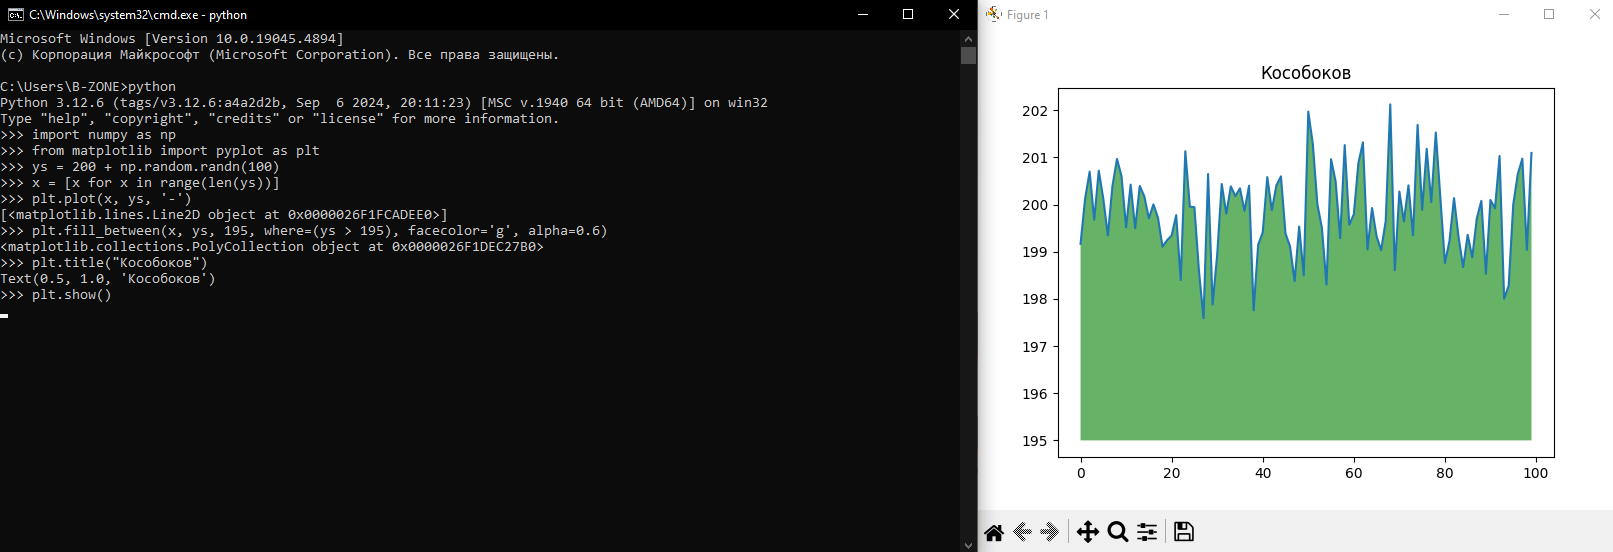 C:\Windows\system32\cmd.exe - python
Microsoft Windows [Version 10.0.19045.4894]
(c) Корпорация Майкрософт (Microsoft Corporation). Все права защищены.
C:\Users\B-ZONE>python
Python 3.12.6 (tags/v3.12.6:a4a2d2b, Sep  6 2024, 20:11:23) [MSC v.1940 64 bit (AMD64)] on win32
Type "help", "copyright", "credits" or "license" for more information.
>>> import numpy as np
>>> from matplotlib import pyplot as plt
>>> ys = 200 + np.random.randn(100)
>>> x = [x for x in range(len(ys))]
>>> plt.plot(x, ys, '-')
[<matplotlib.lines.Line2D object at 0x0000026F1FCADEE0>]
>>> plt.fill_between(x, ys, 195, where=(ys > 195), facecolor='g', alpha=0.6)
<matplotlib.collections.PolyCollection object at 0x0000026F1DEC27B0>
>>> plt.title("Кособоков")
Text(0.5, 1.0, 'Кособоков')
>>> plt.show()
Figure 1
Кособоков
202
201
200
199
198
197
196
195
0 20 40 60 80 100